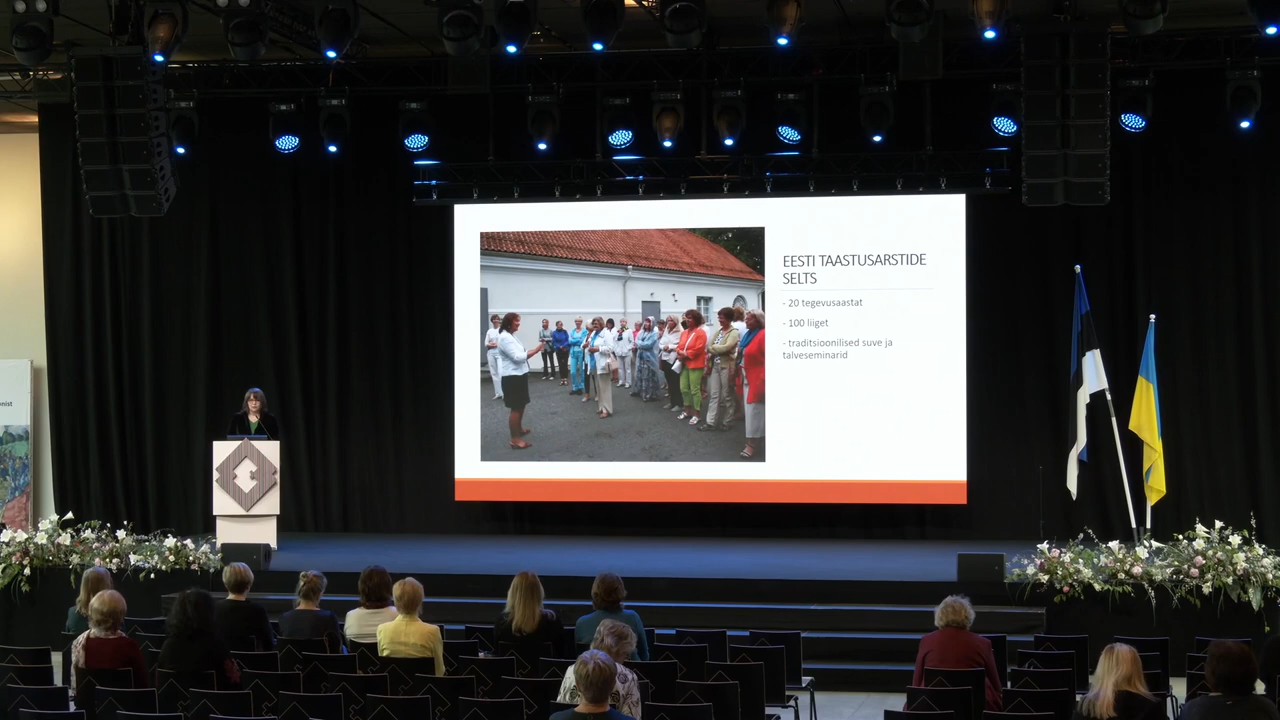 EESTI TAASTUSARSTIDE
SELTS
- 20 tegevusaastat
- 100 liiget
- traditsioonilised suve ja
talveseminarid